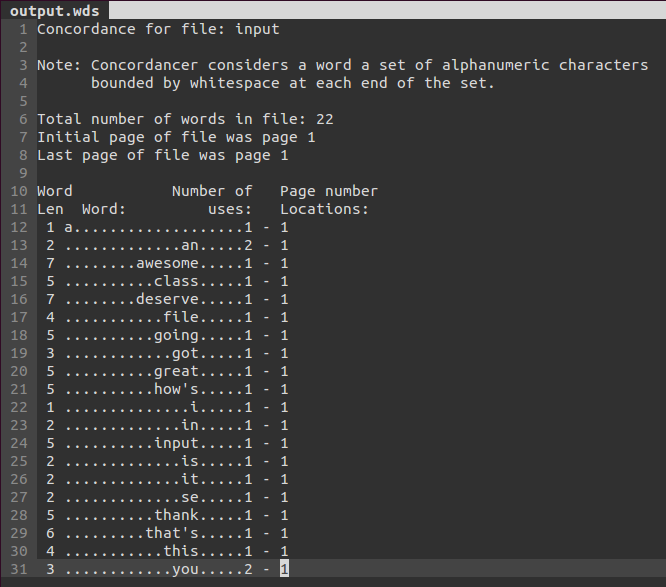 output.wds
1 Concordance for file: input
2
3 Note: Concordancer considers a word a set of alphanumeric characters
4       bounded by whitespace at each end of the set.
5
6 Total number of words in file: 22
7 Initial page of file was page 1
8 Last page of file was page 1
9
10 Word           Number of   Page number
11 Len  Word:         uses:   Locations:
12  1 a...................1 - 1
13  2 .............an.....2 - 1
14  7 ........awesome.....1 - 1
15  5 ..........class.....1 - 1
16  7 ........deserve.....1 - 1
17  4 ...........file.....1 - 1
18  5 ..........going.....1 - 1
19  3 ............got.....1 - 1
20  5 ..........great.....1 - 1
21  5 ..........how's.....1 - 1
22  1 ..............i.....1 - 1
23  2 .............in.....1 - 1
24  5 ..........input.....1 - 1
25  2 .............is.....1 - 1
26  2 .............it.....1 - 1
27  2 .............se.....1 - 1
28  5 ..........thank.....1 - 1
29  6 .........that's.....1 - 1
30  4 ...........this.....1 - 1
31  3 ............you.....2 - 1